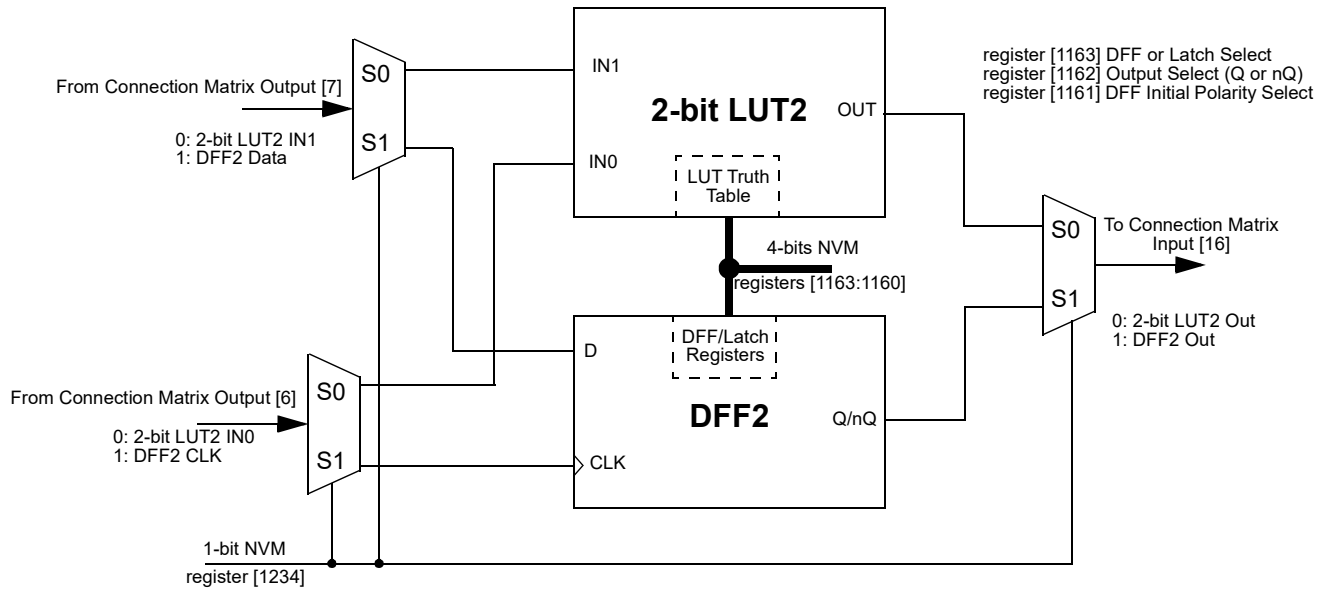 register [1163] DFF or Latch Select
register [1162] Output Select (Q or nQ)
register [1161] DFF Initial Polarity Select
From Connection Matrix Output [7]
0: 2-bit LUT2 IN1
1: DFF2 Data
S0
S1
IN1
2-bit LUT2
OUT
IN0
LUT Truth
Table
4-bits NVM
registers [1163:1160]
S0
S1
To Connection Matrix
Input [16]
0: 2-bit LUT2 Out
1: DFF2 Out
DFF/Latch
Registers
D
DFF2
Q/nQ
CLK
From Connection Matrix Output [6]
0: 2-bit LUT2 IN0
1: DFF2 CLK
S0
S1
1-bit NVM
register [1234]